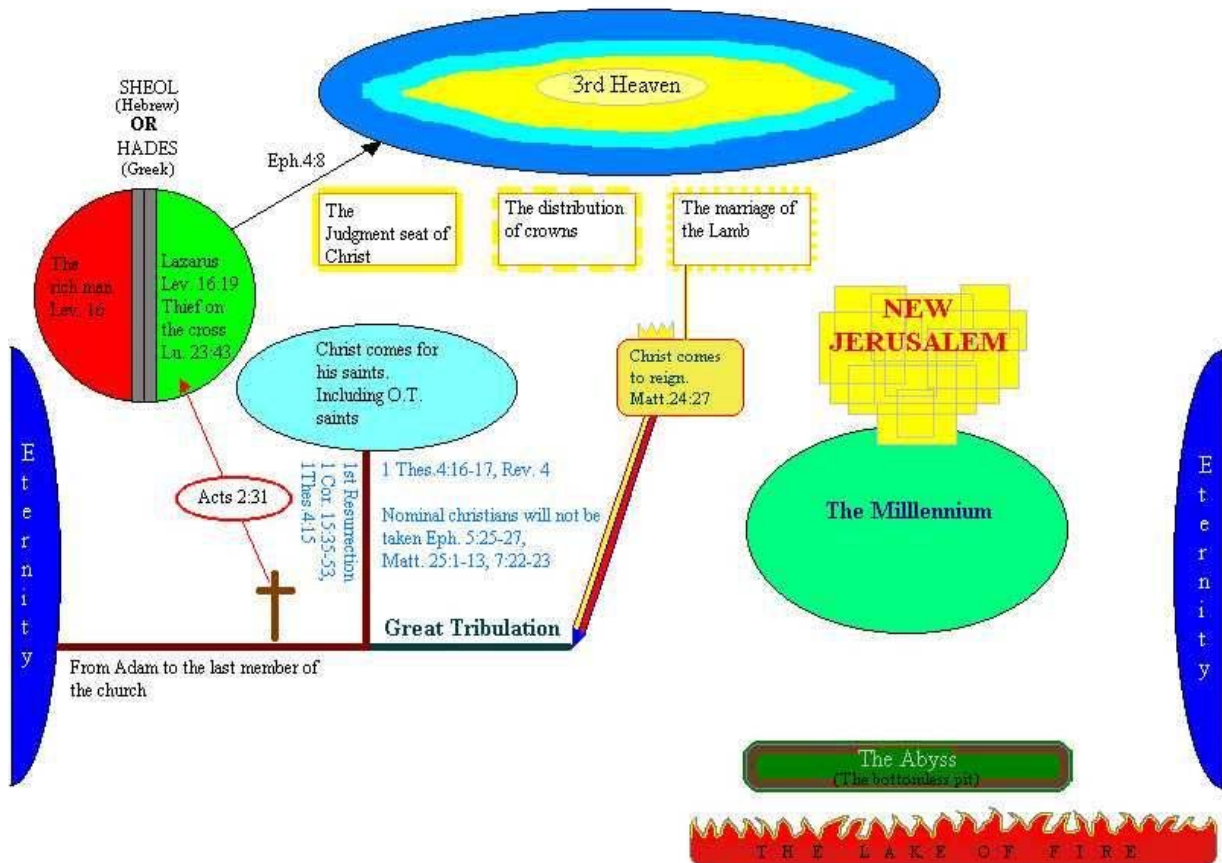 3rd Heaven
SHEOL
(Hebrew)
OR
HADES
(Greek)
Eph.4:8
The
Judgment seat of
Christ
The distribution
of crowns
The marriage of
the Lamb
The
rich man
Lev. 16
Lazarus
Lev. 16:19
Thief on
the cross
Lu. 23:43
Christ comes for
his saints.
Including O.T.
saints
Christ comes
to reign.
Matt.24:27
NEW
JERUSALEM
Eternity
Acts 2:31
1st Resurrection
1 Cor. 15:35-53,
1Thes 4:15
1 Thes.4:16-17, Rev. 4
Nominal christians will not be
taken Eph. 5:25-27,
Matt. 25:1-13, 7:22-23
The Milllennium
Eternity
Great Tribulation
From Adam to the last member of
the church
The Abyss
(The bottomless pit)
THE LAKE OF FIRE